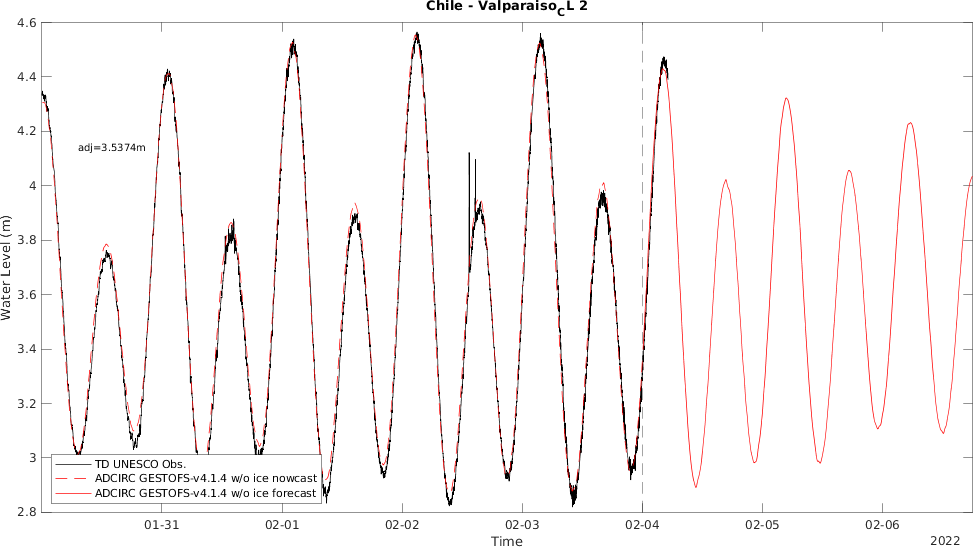 Chile - Valparaiso_CL 2
4.6
4.4
4.2
4
3.8
3.6
3.4
3.2
3
2.8
Water Level (m)
adj=3.5374m
TD UNESCO Obs.
ADCIRC GESTOFS-v4.1.4 w/o ice nowcast
ADCIRC GESTOFS-v4.1.4 w/o ice forecast
01-31
02-01
02-02
02-03
02-04
02-05
02-06
Time
2022